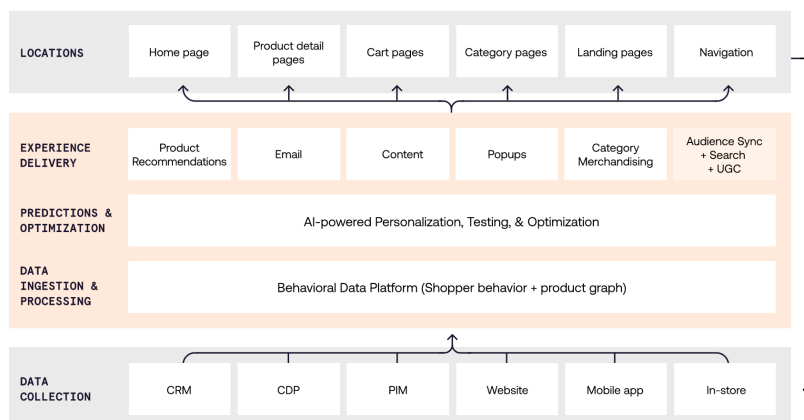 LOCATIONS
Home page
Product detail
pages
Cart pages
Category pages
Landing pages
Navigation
EXPERIENCE
DELIVERY
Product
Recommendations
Email
Content
Popups
Category
Merchandising
Audience Sync
+ Search
+ UGC
PREDICTIONS &
OPTIMIZATION
AI-powered Personalization, Testing, & Optimization
DATA
INGESTION &
PROCESSING
Behavioral Data Platform (Shopper behavior + product graph)
DATA
COLLECTION
CRM
CDP
PIM
Website
Mobile app
In-store